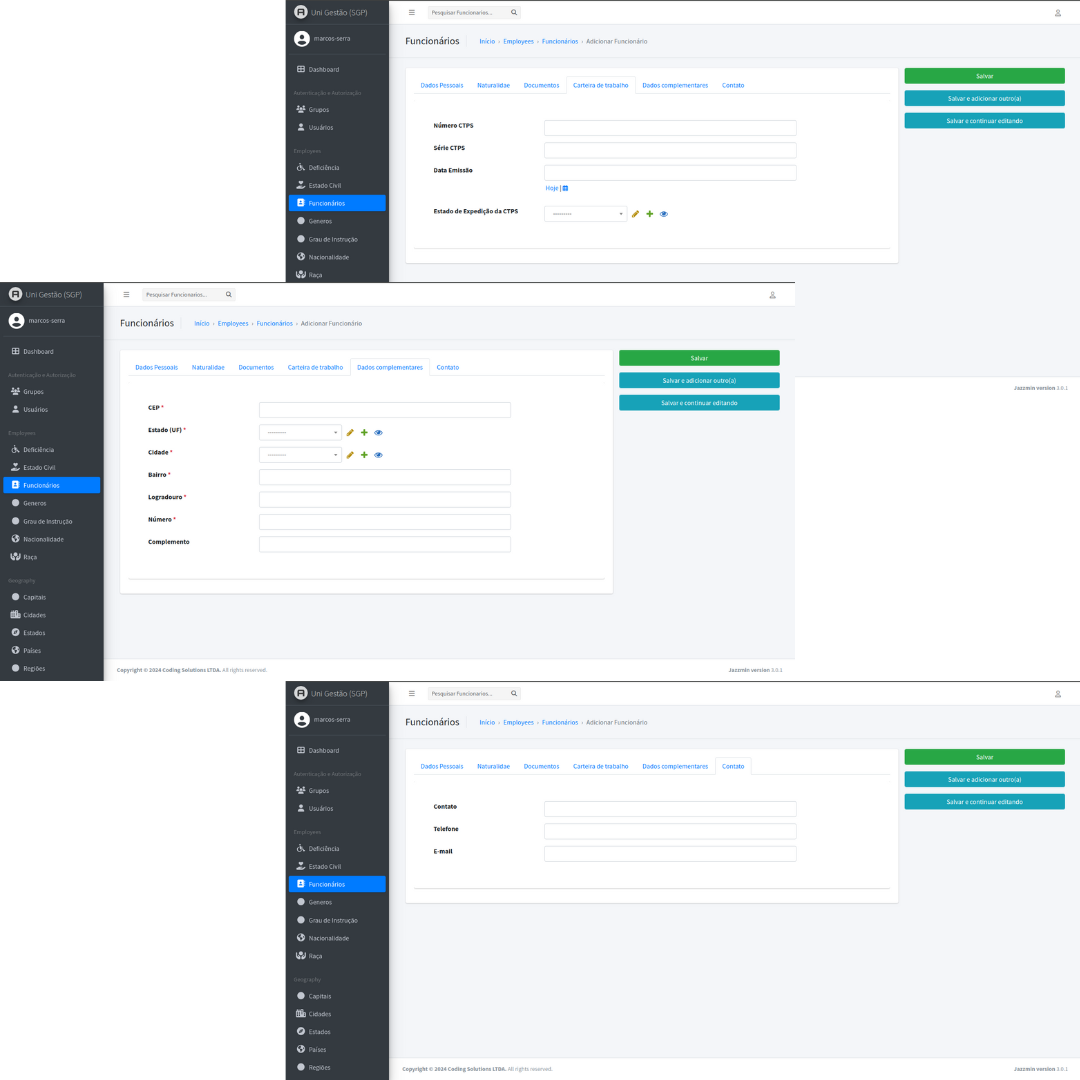 Uni Gestão (SGP)
Pesquisar Funcionarios...
marcos-serra
Funcionários
Início › Employees › Funcionários › Adicionar Funcionário
Dashboard
Autenticação e Autorização
Grupos
Usuários
Employees
Deficiência
Estado Civil
Funcionários
Generos
Grau de Instrução
Nacionalidade
Raça
Dados Pessoais
Naturalidae
Documentos
Carteira de trabalho
Dados complementares
Contato
Número CTPS
Série CTPS
Data Emissão
Hoje |
Estado de Expedição da CTPS
---------
Salvar
Salvar e adicionar outro(a)
Salvar e continuar editando
Jazzmin version 3.0.1
Uni Gestão (SGP)
Pesquisar Funcionarios...
marcos-serra
Funcionários
Início › Employees › Funcionários › Adicionar Funcionário
Dashboard
Autenticação e Autorização
Grupos
Usuários
Employees
Deficiência
Estado Civil
Funcionários
Generos
Grau de Instrução
Nacionalidade
Raça
Geography
Capitais
Cidades
Estados
Países
Regiões
Dados Pessoais
Naturalidae
Documentos
Carteira de trabalho
Dados complementares
Contato
CEP *
Estado (UF) *
---------
Cidade *
---------
Bairro *
Logradouro *
Número *
Complemento
Salvar
Salvar e adicionar outro(a)
Salvar e continuar editando
Copyright © 2024 Coding Solutions LTDA. All rights reserved.
Jazzmin version 3.0.1
Uni Gestão (SGP)
Pesquisar Funcionarios...
marcos-serra
Funcionários
Início › Employees › Funcionários › Adicionar Funcionário
Dashboard
Autenticação e Autorização
Grupos
Usuários
Employees
Deficiência
Estado Civil
Funcionários
Generos
Grau de Instrução
Nacionalidade
Raça
Geography
Capitais
Cidades
Estados
Países
Regiões
Dados Pessoais
Naturalidae
Documentos
Carteira de trabalho
Dados complementares
Contato
Contato
Telefone
E-mail
Salvar
Salvar e adicionar outro(a)
Salvar e continuar editando
Copyright © 2024 Coding Solutions LTDA. All rights reserved.
Jazzmin version 3.0.1